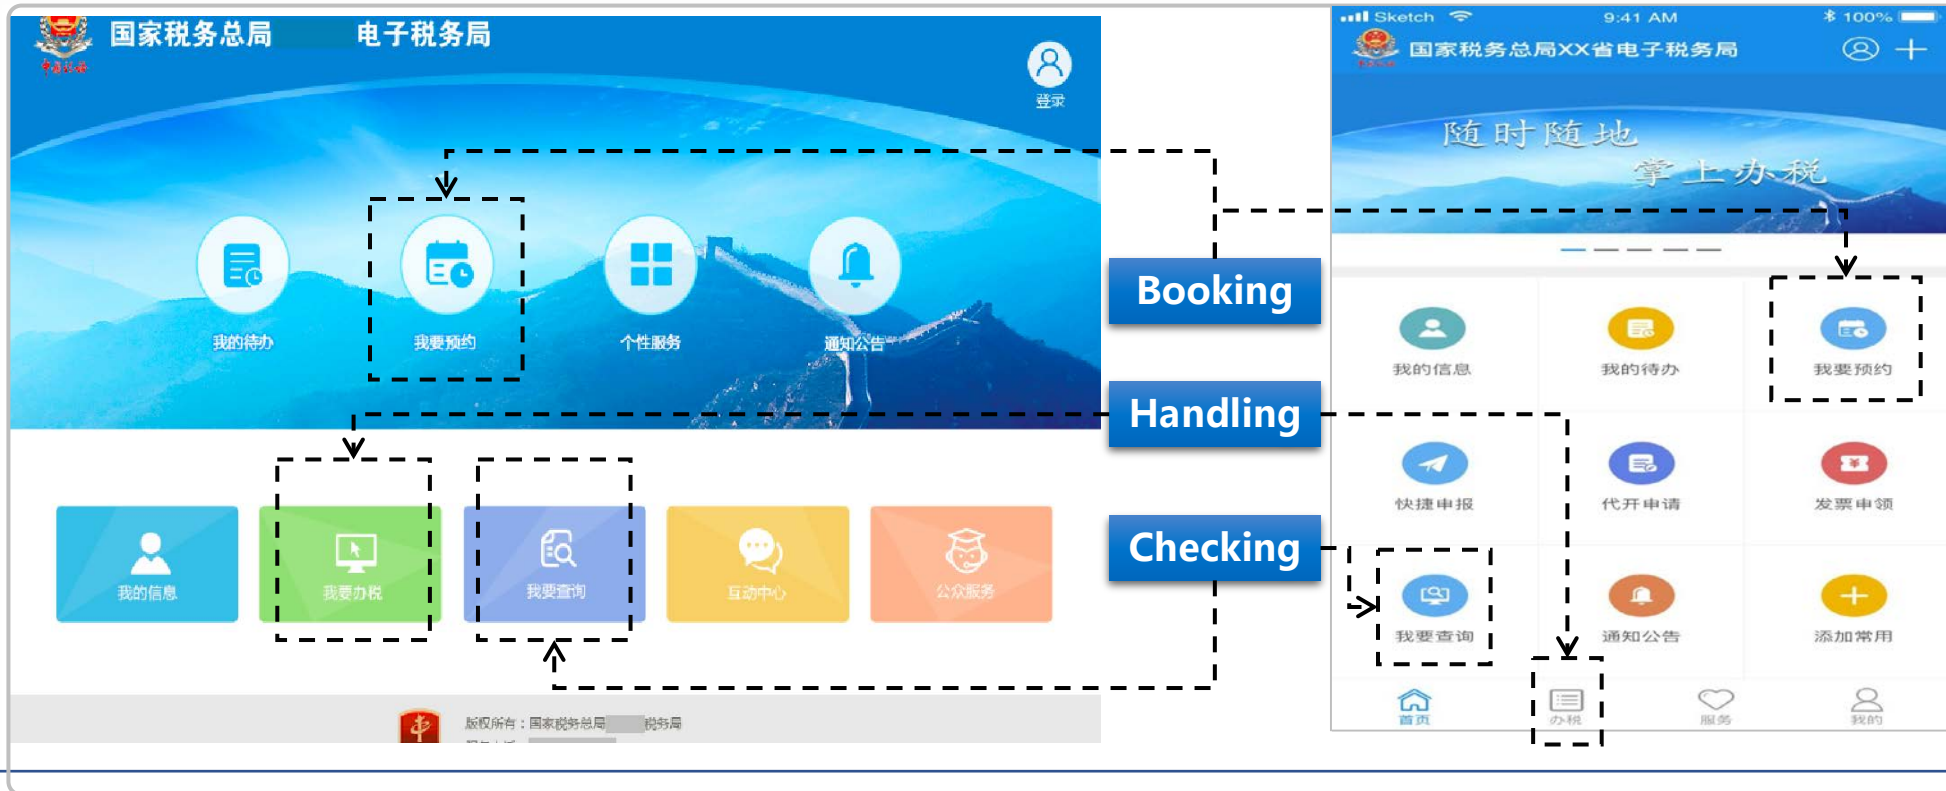 国家税务总局 电子税务局
登录
我的待办
我要预约
个性服务
通知公告
我的信息
我要办税
我要查询
互动中心
公众服务
版权所有：国家税务总局 税务局
Booking
Handling
Checking
Sketch
9:41 AM
100%
国家税务总局XX省电子税务局
随时随地
掌上办税
我的信息
我的待办
我要预约
快捷申报
代开申请
发票申领
我要查询
通知公告
添加常用
首页
办税
服务
我的